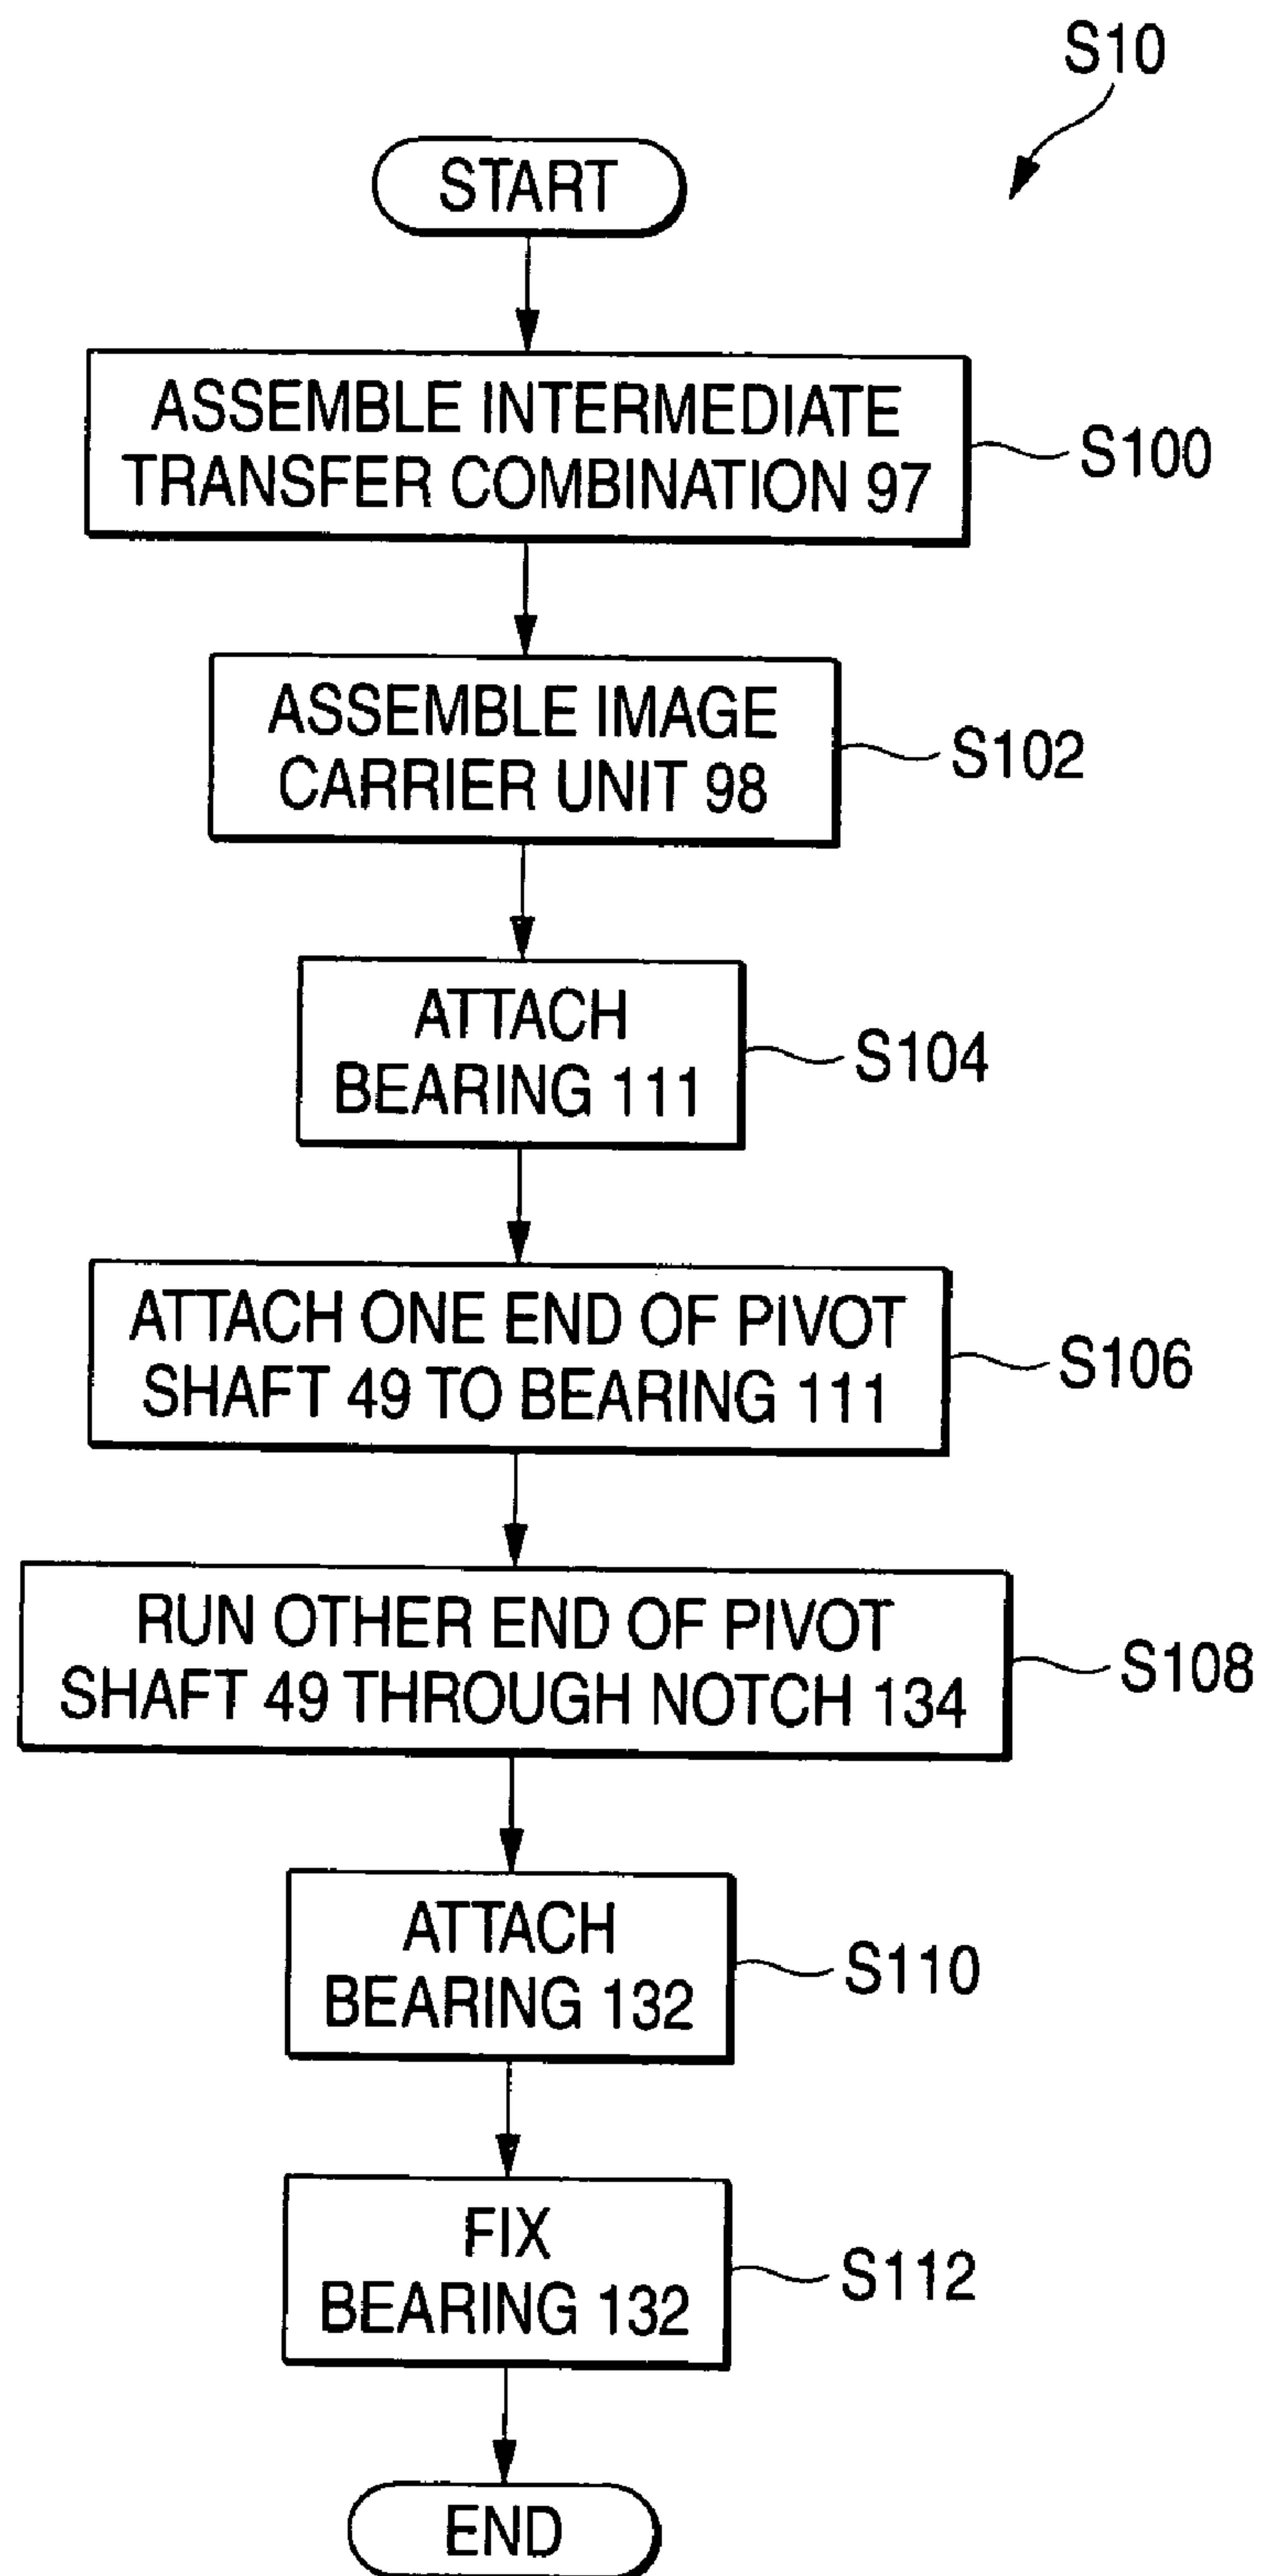 S10
START
ASSEMBLE INTERMEDIATE
TRANSFER COMBINATION 97
S100
ASSEMBLE IMAGE
CARRIER UNIT 98
S102
ATTACH
BEARING 111
S104
ATTACH ONE END OF PIVOT
SHAFT 49 TO BEARING 111
S106
RUN OTHER END OF PIVOT
SHAFT 49 THROUGH NOTCH 134
S108
ATTACH
BEARING 132
S110
FIX
BEARING 132
S112
END